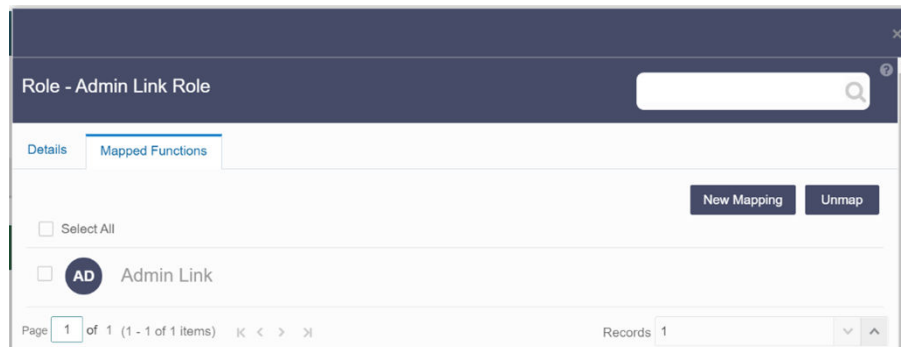 Role - Admin Link Role
Details Mapped Functions
New Mapping Unmap
Select All
AD Admin Link
Page 1 of 1 (1 - 1 of 1 items) Records 1